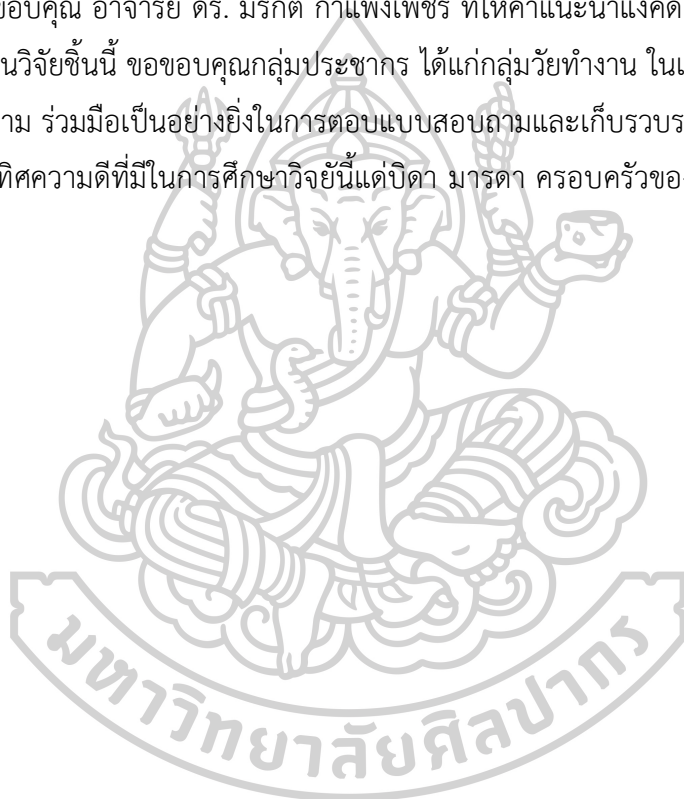 ขอบคุณ อาจารย์ ดร. มรกต กำแพงเพชร ที่ให้คำแนะนำแง่คิด
นวิจัยชิ้นนี้ ขอขอบคุณกลุ่มประชากร ได้แก่กลุ่มวัยทำงาน ในเ
าม ร่วมมือเป็นอย่างยิ่งในการตอบแบบสอบถามและเก็บรวบร
ทิศความดีที่มีในการศึกษาวิจัยนี้แด่บิดา มารดา ครอบครัวขอ
มหาวิทยาลัยศิลปากร